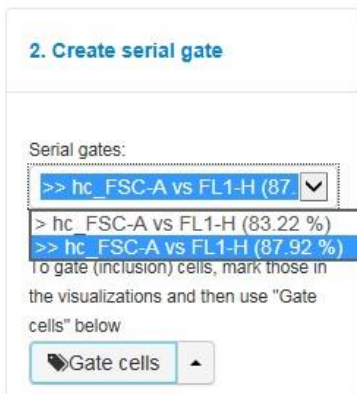 2. Create serial gate
Serial gates:
>> hc_FSC-A vs FL1-H (87.
> hc_FSC-A vs FL1-H (83.22 %)
>> hc_FSC-A vs FL1-H (87.92 %)
To gate (inclusion) cells, mark those in
the visualizations and then use "Gate
cells" below
Gate cells